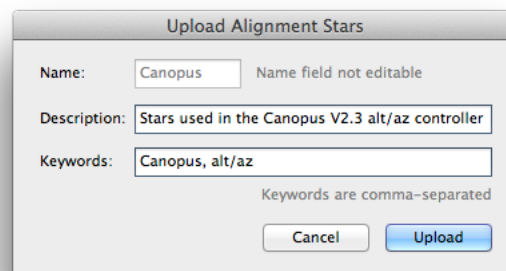 Upload Alignment Stars
Name: Canopus Name field not editable
Description: Stars used in the Canopus V2.3 alt/az controller
Keywords: Canopus, alt/az
Keywords are comma-separated
Cancel Upload